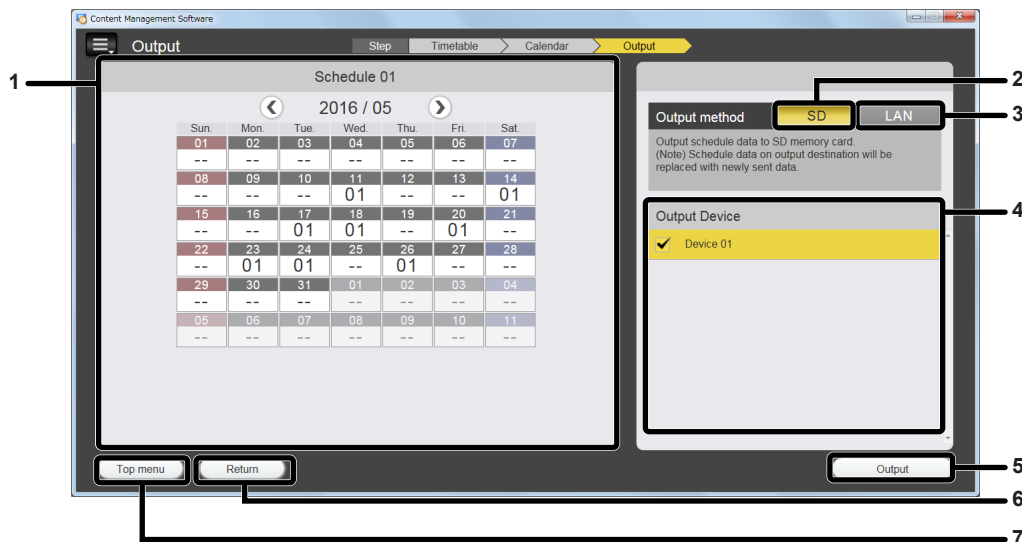 Content Management Software
Output
Step Timetable Calendar Output
1
Schedule 01
2016 / 05
Sun. Mon. Tue. Wed. Thu. Fri. Sat.
01 02 03 04 05 06 07
-- -- -- -- -- -- --
08 09 10 11 12 13 14
-- -- -- 01 -- -- 01
15 16 17 18 19 20 21
-- -- 01 01 -- 01 --
22 23 24 25 26 27 28
-- 01 01 -- 01 -- --
29 30 31 01 02 03 04
-- -- -- -- -- -- --
05 06 07 08 09 10 11
-- -- -- -- -- -- --
2
Output method SD LAN
3
Output schedule data to SD memory card.
(Note) Schedule data on output destination will be
replaced with newly sent data.
4
Output Device
Device 01
Top menu Return Output
5
6
7